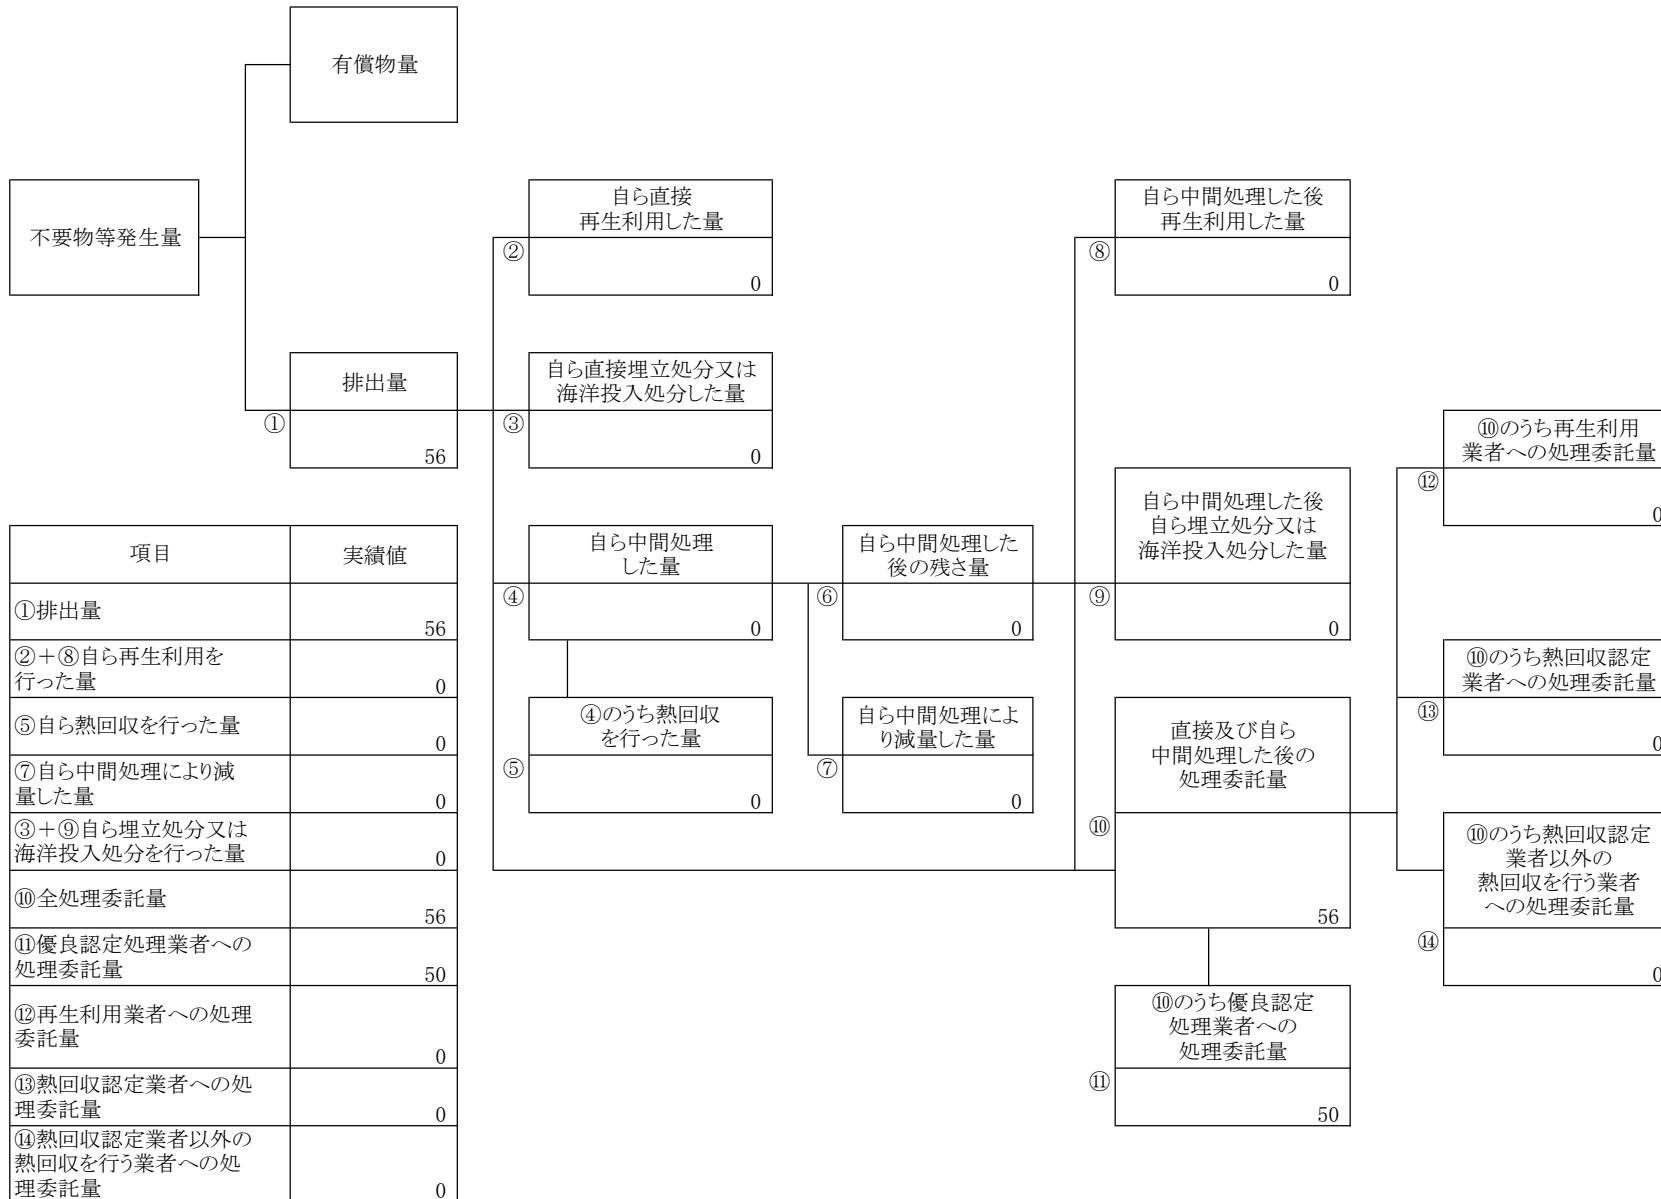 有償物量
不要物等発生量
自ら直接
再生利用した量
②
0
自ら中間処理した後
再生利用した量
⑧
0
排出量
①
56
自ら直接埋立処分又は
海洋投入処分した量
③
0
⑩のうち再生利用
業者への処理委託量
⑫
0
自ら中間処理した後
自ら埋立処分又は
海洋投入処分した量
⑨
0
自ら中間処理
した量
④
0
自ら中間処理した
後の残さ量
⑥
0
⑩のうち熱回収認定
業者への処理委託量
⑬
0
④のうち熱回収
を行った量
⑤
0
自ら中間処理によ
り減量した量
⑦
0
直接及び自ら
中間処理した後の
処理委託量
⑩
56
⑩のうち熱回収認定
業者以外の
熱回収を行う業者
への処理委託量
⑭
0
⑩のうち優良認定
処理業者への
処理委託量
⑪
50
項目 実績値
①排出量
56
②＋⑧自ら再生利用を
行った量 0
⑤自ら熱回収を行った量
0
⑦自ら中間処理により減
量した量 0
③＋⑨自ら埋立処分又は
海洋投入処分を行った量 0
⑩全処理委託量
56
⑪優良認定処理業者への
処理委託量 50
⑫再生利用業者への処理
委託量
0
⑬熱回収認定業者への処
理委託量 0
⑭熱回収認定業者以外の
熱回収を行う業者への処
理委託量 0